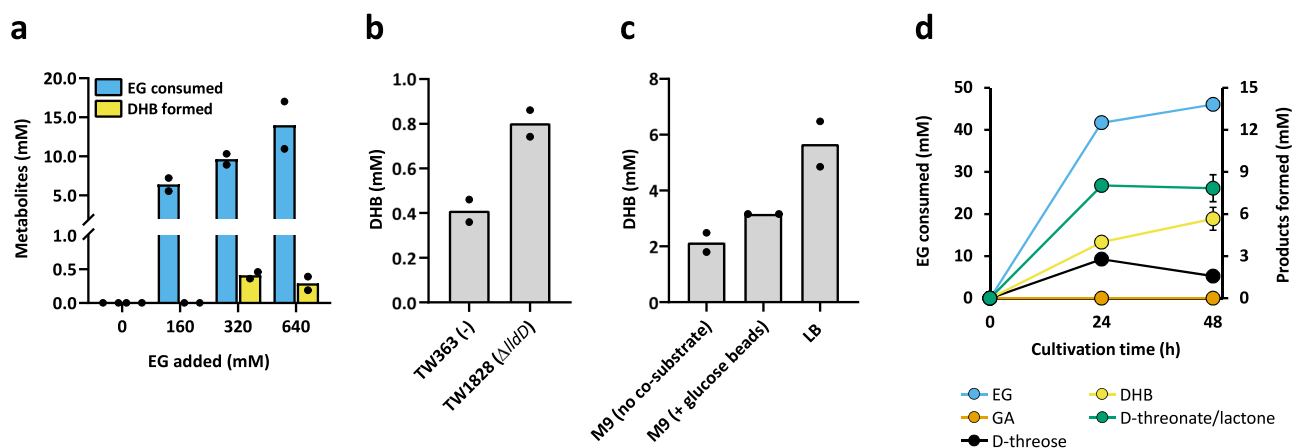 a
20.0
15.0
10.0
5.0
1.0
0.5
0.0
Metabolites (mM)
EG consumed
DHB formed
0 160 320 640
EG added (mM)
b
1.0
0.8
0.6
0.4
0.2
0.0
DHB (mM)
TW363 (-)
TW1828 (ΔlldD)
c
8
6
4
2
0
DHB (mM)
M9 (no co-substrate)
M9 (+ glucose beads)
LB
d
50
40
30
20
10
0
EG consumed (mM)
15
12
9
6
3
0
Products formed (mM)
0 24 48
Cultivation time (h)
EG DHB
GA D-threonate/lactone
D-threose